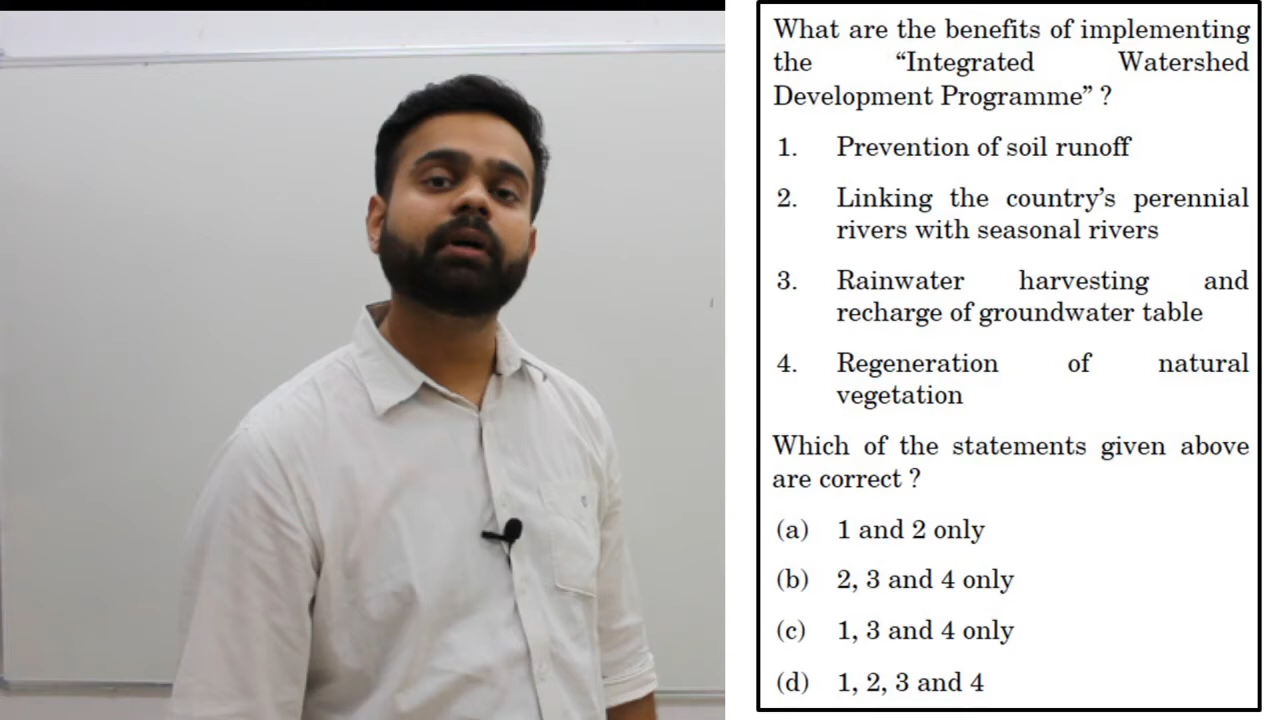 What are the benefits of implementing
the “Integrated Watershed
Development Programme” ?
1. Prevention of soil runoff
2. Linking the country’s perennial
rivers with seasonal rivers
3. Rainwater harvesting and
recharge of groundwater table
4. Regeneration of natural
vegetation
Which of the statements given above
are correct ?
(a) 1 and 2 only
(b) 2, 3 and 4 only
(c) 1, 3 and 4 only
(d) 1, 2, 3 and 4